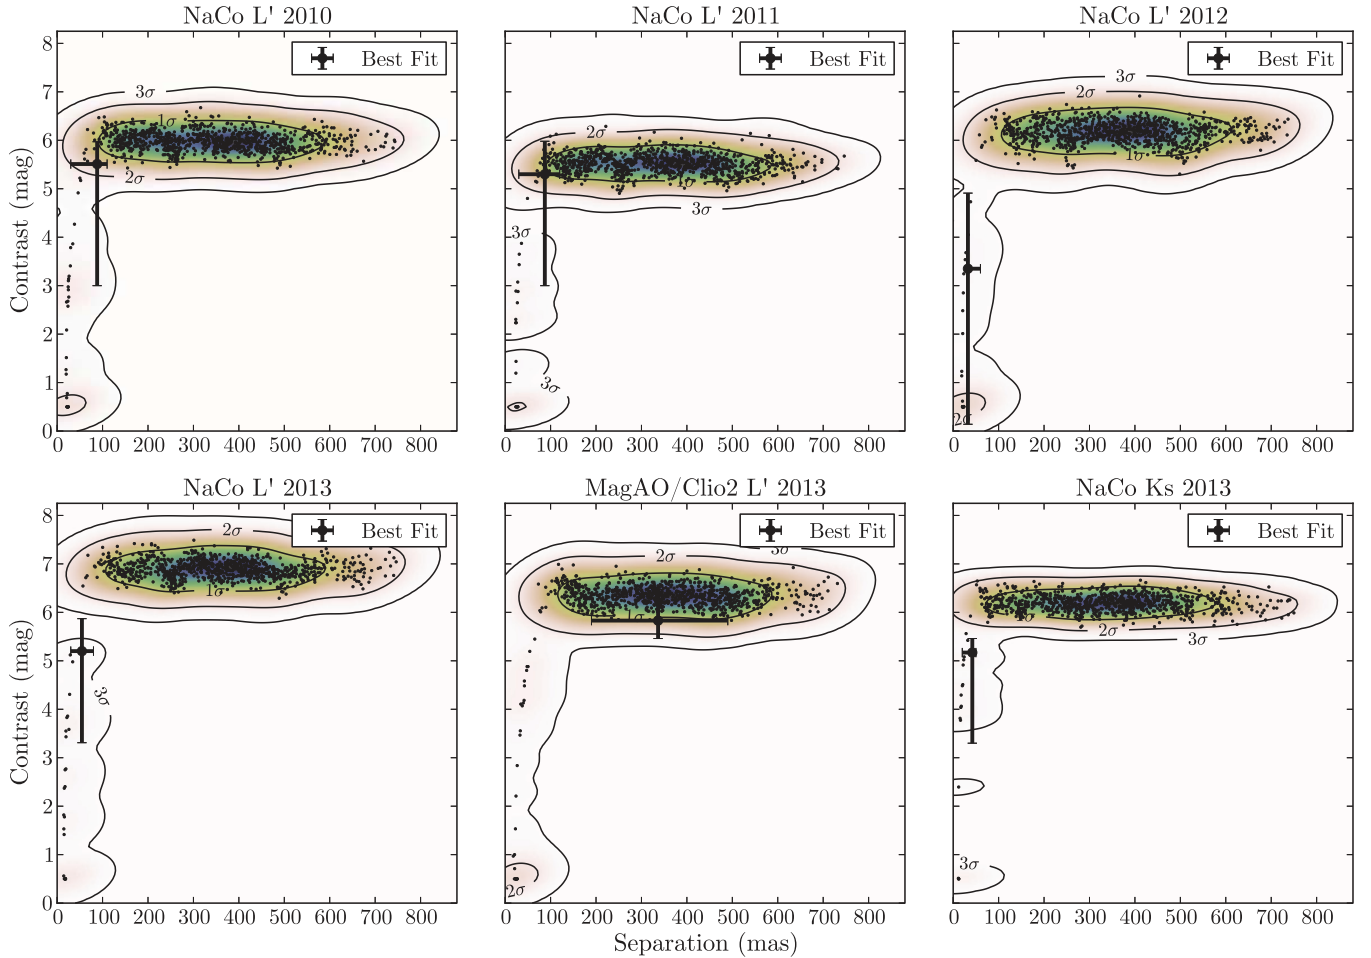 NaCo L' 2010
NaCo L' 2011
NaCo L' 2012
Best Fit
Best Fit
Best Fit
3σ
1σ
2σ
2σ
1σ
3σ
3σ
3σ
3σ
2σ
1σ
2σ
Contrast (mag)
8
7
6
5
4
3
2
1
0
0 100 200 300 400 500 600 700 800
0 100 200 300 400 500 600 700 800
0 100 200 300 400 500 600 700 800
NaCo L' 2013
MagAO/Clio2 L' 2013
NaCo Ks 2013
Best Fit
Best Fit
Best Fit
2σ
1σ
3σ
2σ
3σ
1σ
2σ
1σ
2σ
3σ
3σ
Contrast (mag)
8
7
6
5
4
3
2
1
0
0 100 200 300 400 500 600 700 800
0 100 200 300 400 500 600 700 800
0 100 200 300 400 500 600 700 800
Separation (mas)